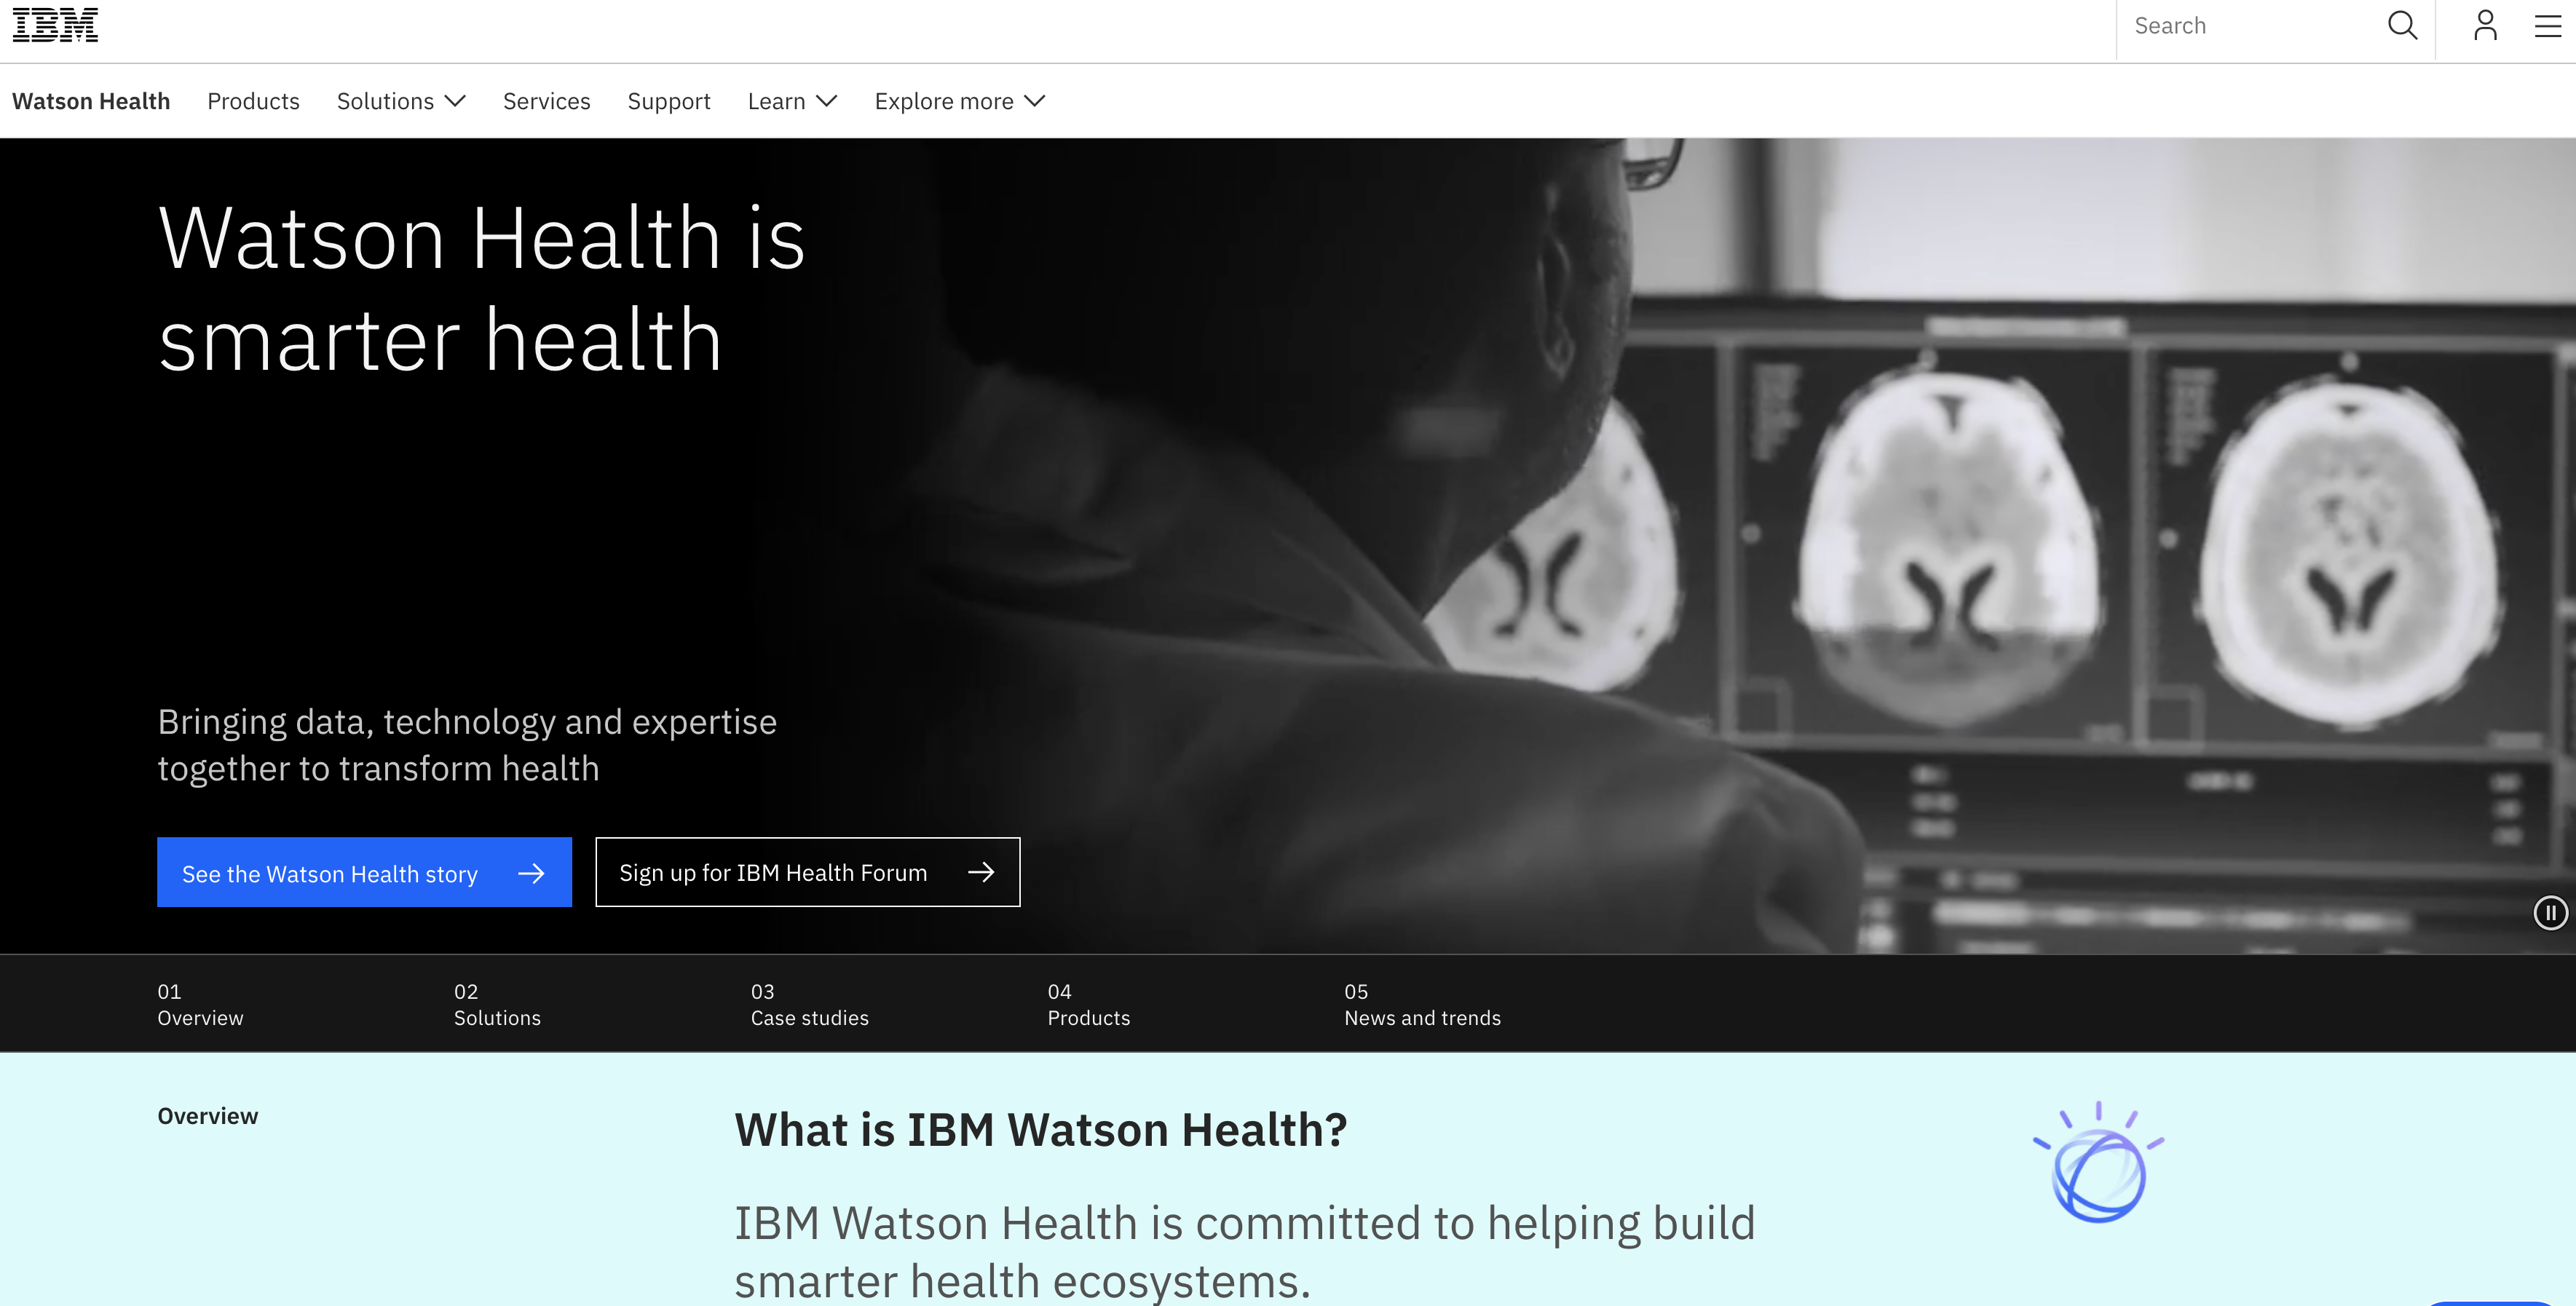 IBM
Search
Watson Health Products Solutions Services Support Learn Explore more
Watson Health is
smarter health
Bringing data, technology and expertise
together to transform health
See the Watson Health story
Sign up for IBM Health Forum
01
Overview
02
Solutions
03
Case studies
04
Products
05
News and trends
Overview
What is IBM Watson Health?
IBM Watson Health is committed to helping build
smarter health ecosystems.